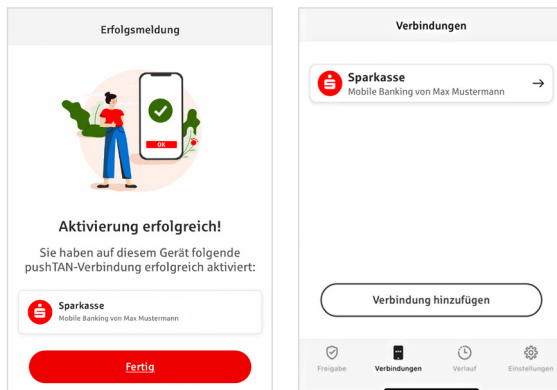 Erfolgsmeldung
OK
Aktivierung erfolgreich!
Sie haben auf diesem Gerät folgende
pushTAN-Verbindung erfolgreich aktiviert:
Sparkasse
Mobile Banking von Max Mustermann
Fertig
Verbindungen
Sparkasse
Mobile Banking von Max Mustermann
Verbindung hinzufügen
Freigabe
Verbindungen
Verlauf
Einstellungen